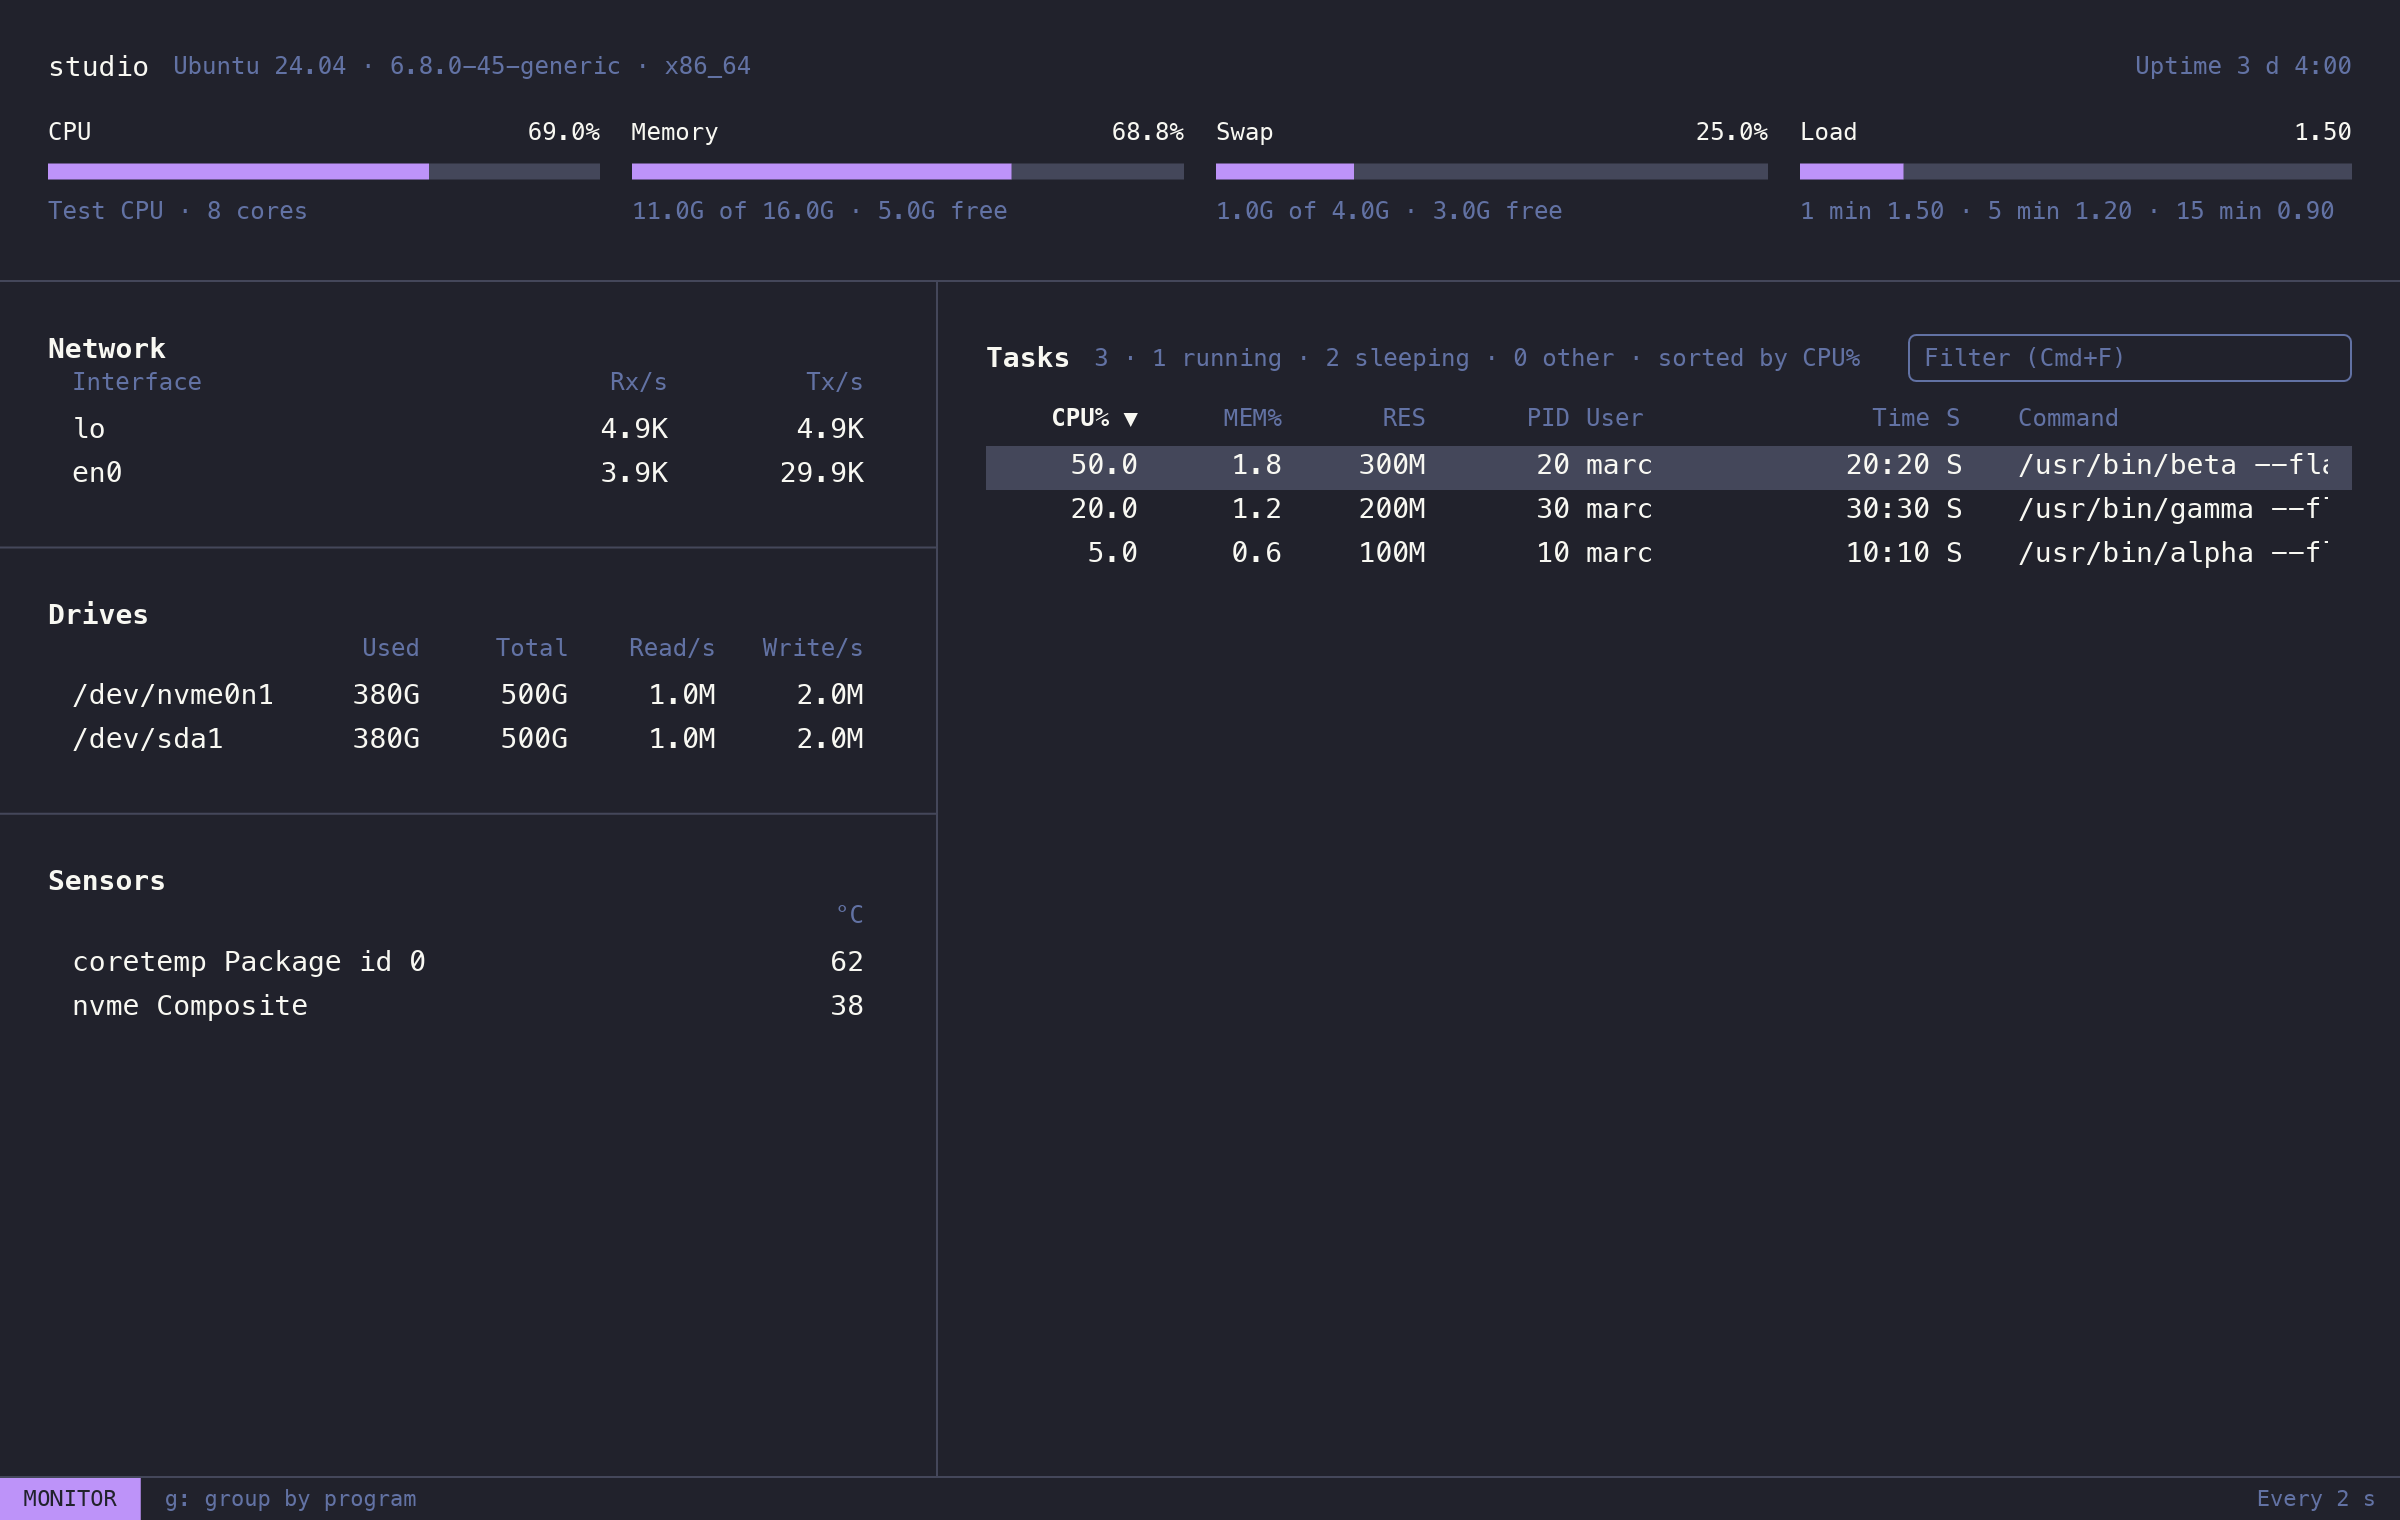 studio Ubuntu 24.04 · 6.8.0-45-generic · x86_64 Uptime 3 d 4:00
CPU 69.0% Memory 68.8% Swap 25.0% Load 1.50
Test CPU · 8 cores 11.0G of 16.0G · 5.0G free 1.0G of 4.0G · 3.0G free 1 min 1.50 · 5 min 1.20 · 15 min 0.90
Network
Interface Rx/s Tx/s
lo 4.9K 4.9K
en0 3.9K 29.9K
Drives
Used Total Read/s Write/s
/dev/nvme0n1 380G 500G 1.0M 2.0M
/dev/sda1 380G 500G 1.0M 2.0M
Sensors
°C
coretemp Package id 0 62
nvme Composite 38
Tasks 3 · 1 running · 2 sleeping · 0 other · sorted by CPU% Filter (Cmd+F)
CPU% ▼ MEM% RES PID User Time S Command
50.0 1.8 300M 20 marc 20:20 S /usr/bin/beta --fla
20.0 1.2 200M 30 marc 30:30 S /usr/bin/gamma --fl
5.0 0.6 100M 10 marc 10:10 S /usr/bin/alpha --fl
MONITOR g: group by program Every 2 s